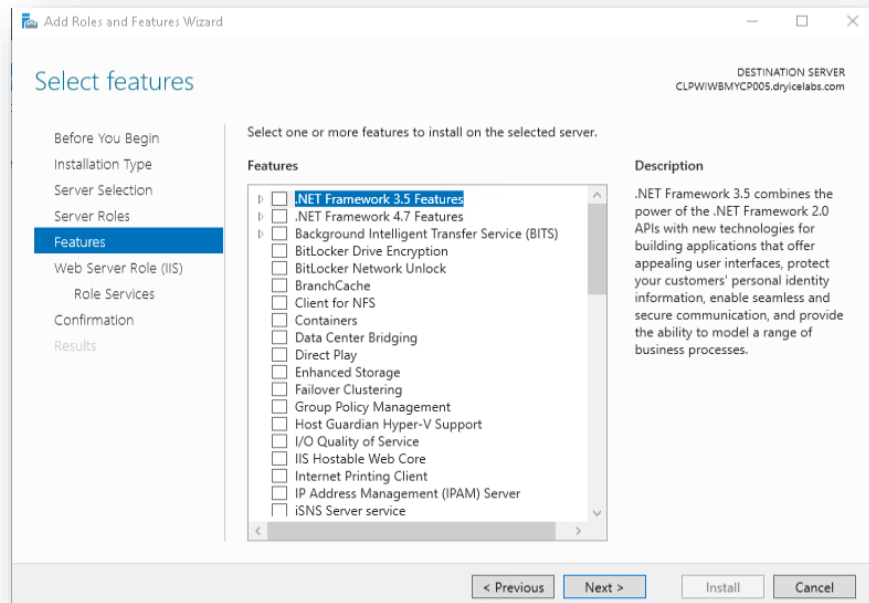 Add Roles and Features Wizard
Select features
DESTINATION SERVER
CLPWIWBMYCP005.dryicelabs.com
Before You Begin
Installation Type
Server Selection
Server Roles
Features
Web Server Role (IIS)
Role Services
Confirmation
Results
Select one or more features to install on the selected server.
Features
.NET Framework 3.5 Features
.NET Framework 4.7 Features
Background Intelligent Transfer Service (BITS)
BitLocker Drive Encryption
BitLocker Network Unlock
BranchCache
Client for NFS
Containers
Data Center Bridging
Direct Play
Enhanced Storage
Failover Clustering
Group Policy Management
Host Guardian Hyper-V Support
I/O Quality of Service
IIS Hostable Web Core
Internet Printing Client
IP Address Management (IPAM) Server
iSNS Server service
Description
.NET Framework 3.5 combines the
power of the .NET Framework 2.0
APIs with new technologies for
building applications that offer
appealing user interfaces, protect
your customers' personal identity
information, enable seamless and
secure communication, and provide
the ability to model a range of
business processes.
< Previous
Next >
Install
Cancel